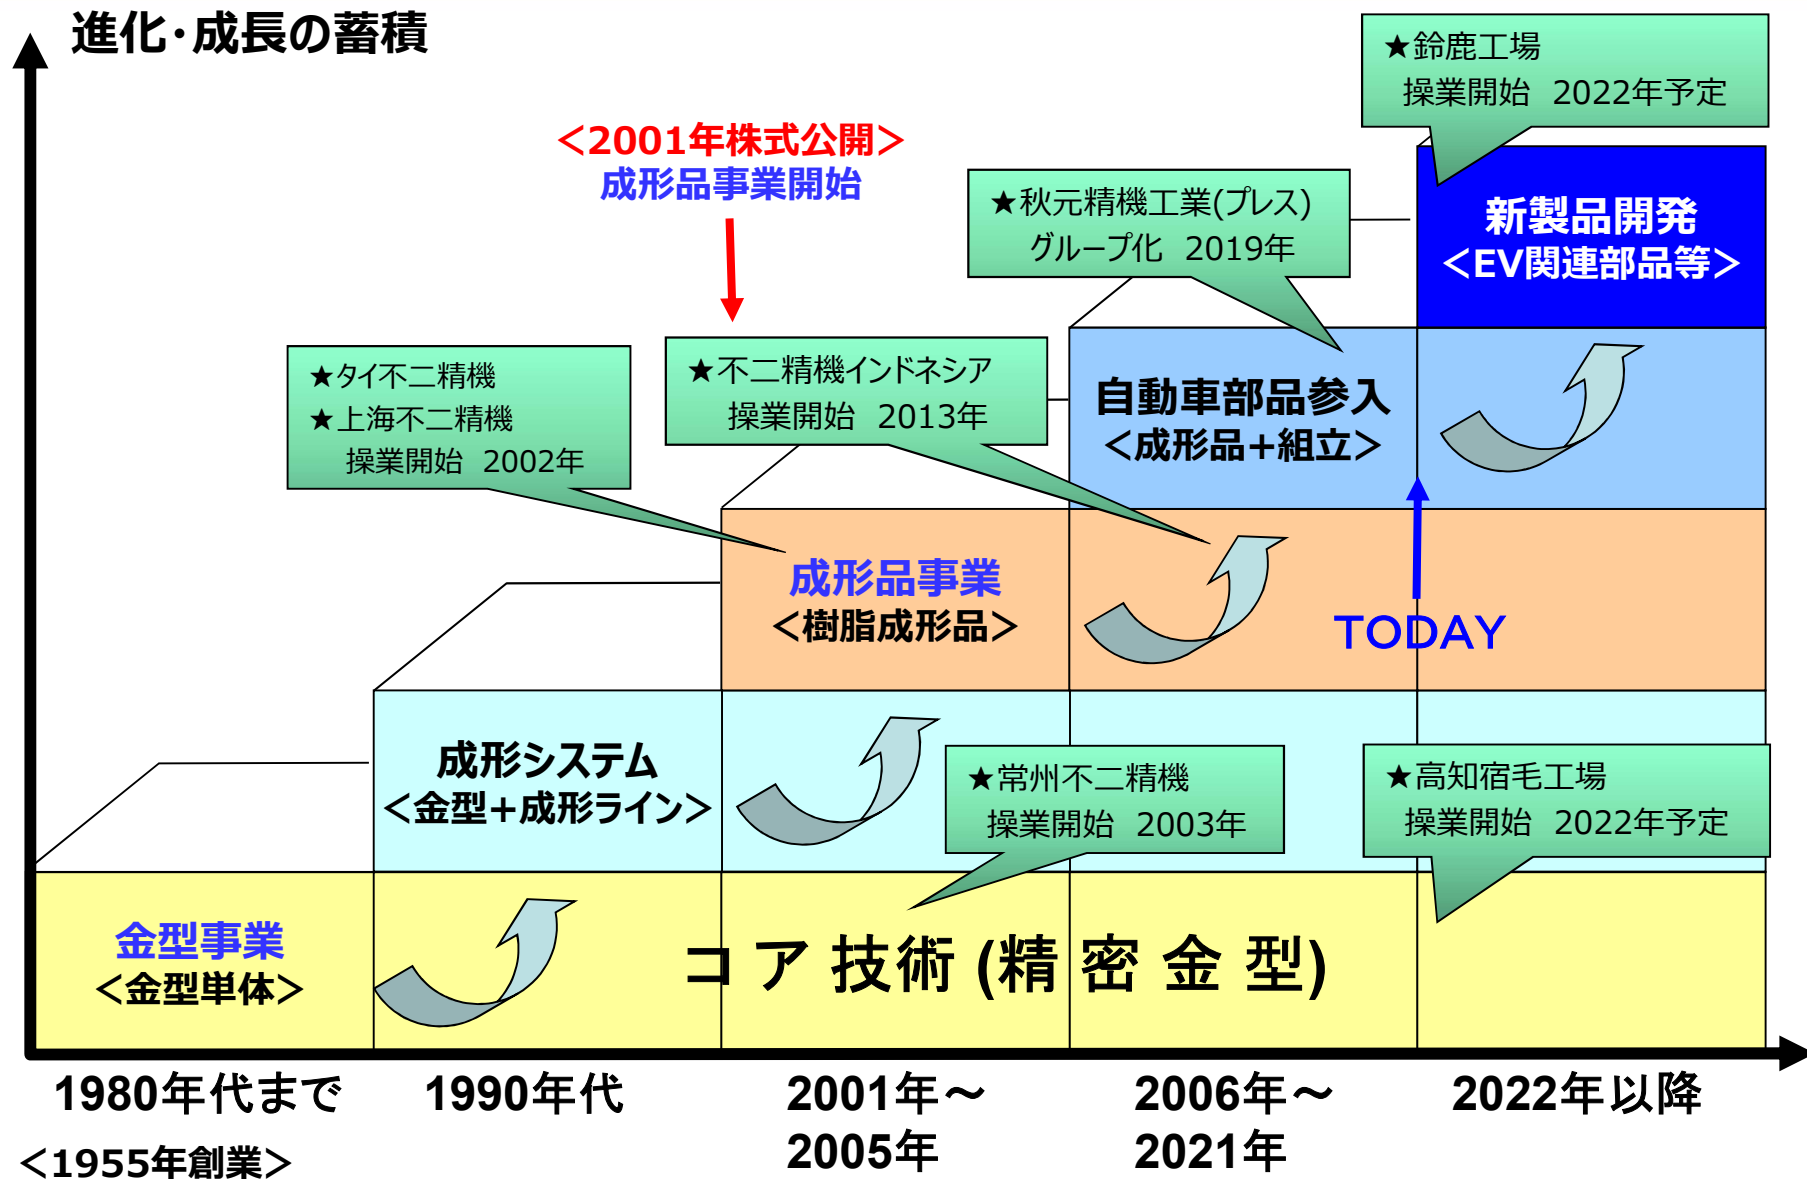 進化・成長の蓄積
★鈴鹿工場
操業開始 2022年予定
＜2001年株式公開＞
成形品事業開始
★秋元精機工業(プレス)
グループ化 2019年
新製品開発
＜EV関連部品等＞
★タイ不二精機
★上海不二精機
操業開始 2002年
★不二精機インドネシア
操業開始 2013年
自動車部品参入
＜成形品+組立＞
成形品事業
＜樹脂成形品＞
TODAY
成形システム
＜金型+成形ライン＞
★常州不二精機
操業開始 2003年
★高知宿毛工場
操業開始 2022年予定
金型事業
＜金型単体＞
コア技術(精密金型)
1980年代まで
1990年代
2001年～
2005年
2006年～
2021年
2022年以降
＜1955年創業＞